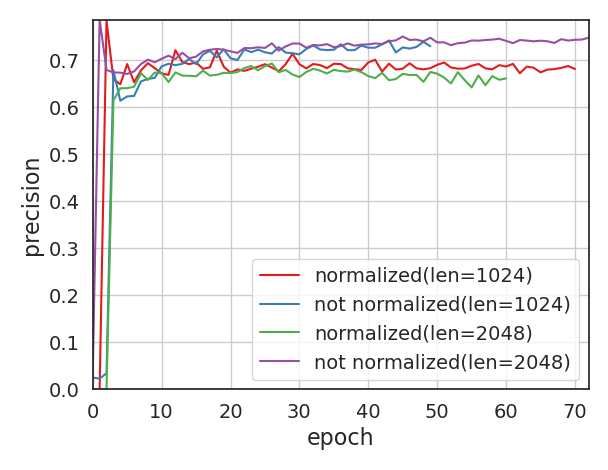 0.7
0.6
0.5
0.4
0.3
0.2
0.1
0.0
precision
normalized(len=1024)
not normalized(len=1024)
normalized(len=2048)
not normalized(len=2048)
0 10 20 30 40 50 60 70
epoch